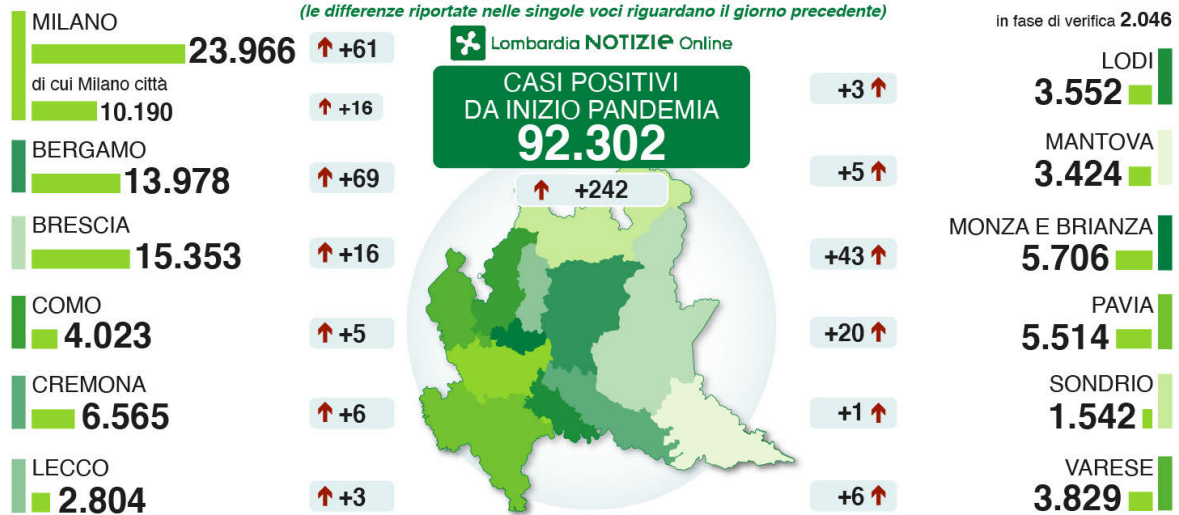 (le differenze riportate nelle singole voci riguardano il giorno precedente)
Lombardia NOTIZIE Online
CASI POSITIVI
DA INIZIO PANDEMIA
92.302
+242
MILANO
23.966 +61
di cui Milano città
10.190 +16
BERGAMO
13.978 +69
BRESCIA
15.353 +16
COMO
4.023 +5
CREMONA
6.565 +6
LECCO
2.804 +3
in fase di verifica 2.046
LODI
+3 3.552
MANTOVA
+5 3.424
MONZA E BRIANZA
+43 5.706
PAVIA
+20 5.514
SONDRIO
+1 1.542
VARESE
+6 3.829